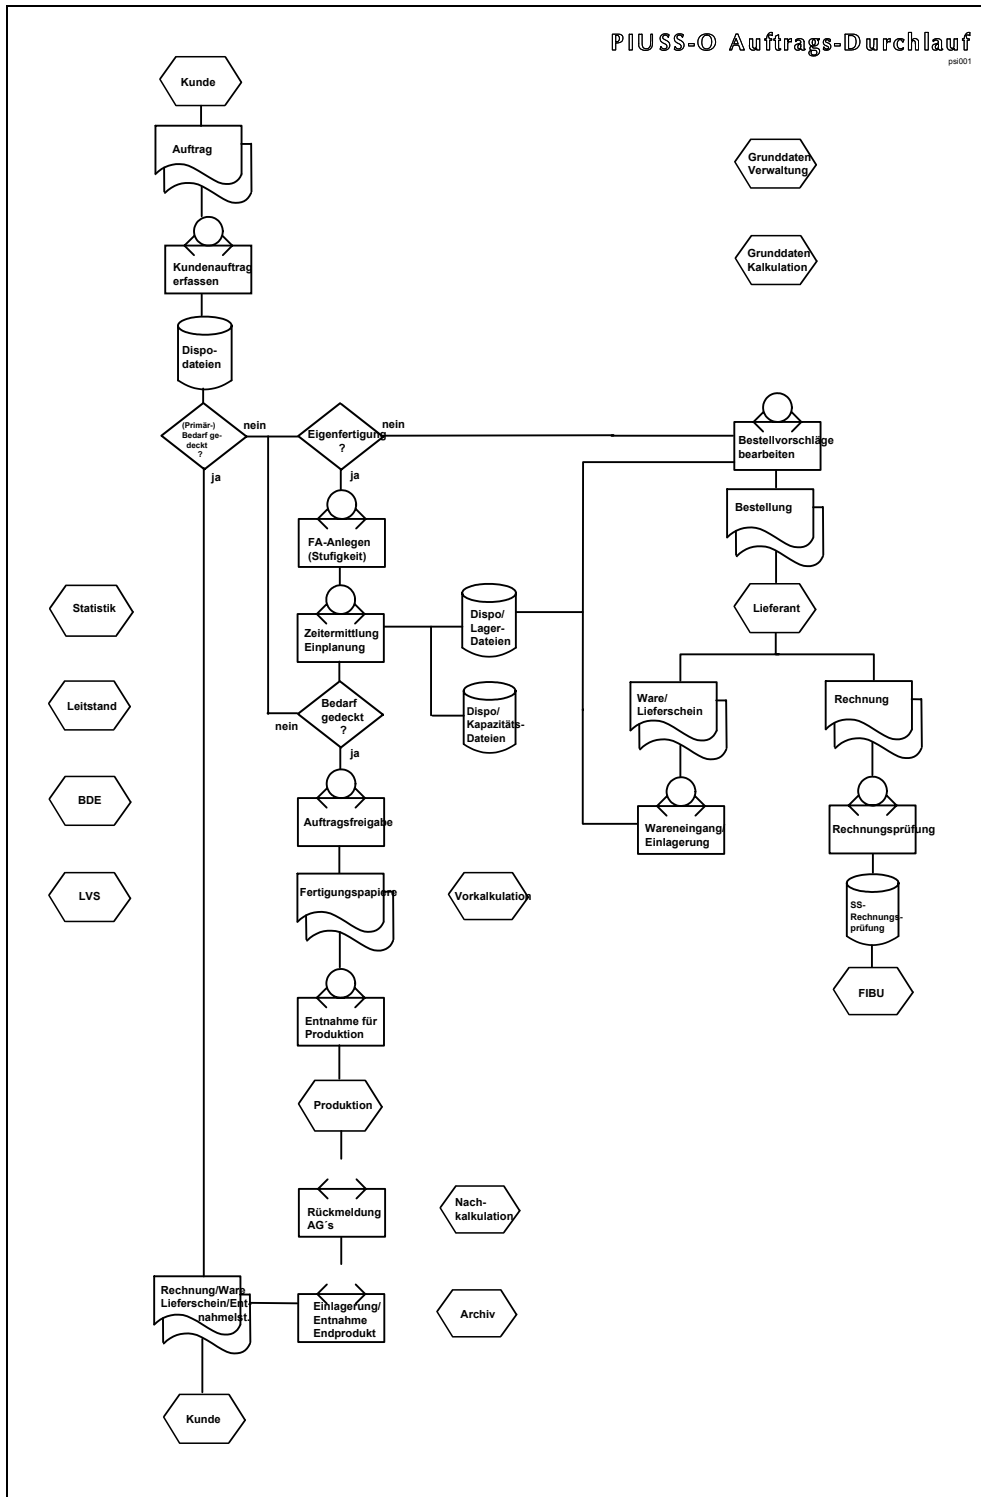 PIUSS-O Auftrags-Durchlauf
psi001
Kunde
Auftrag
Grunddaten
Verwaltung
Kundenauftrag
erfassen
Grunddaten
Kalkulation
Dispo-
dateien
(Primär-)
Bedarf ge-
deckt
?
nein
ja
Eigenfertigung
?
nein
ja
Bestellvorschläge
bearbeiten
FA-Anlegen
(Stufigkeit)
Bestellung
Statistik
Zeitermittlung
Einplanung
Dispo/
Lager-
Dateien
Lieferant
Leitstand
Bedarf
gedeckt
?
nein
ja
Dispo/
Kapazitäts-
Dateien
Ware/
Lieferschein
Rechnung
BDE
Auftragsfreigabe
Wareneingang/
Einlagerung
Rechnungsprüfung
LVS
Fertigungspapiere
Vorkalkulation
SS-
Rechnungs-
prüfung
Entnahme für
Produktion
FIBU
Produktion
Rückmeldung
AG´s
Nach-
kalkulation
Rechnung/Ware
Lieferschein/Ent-
nahmelst.
Einlagerung/
Entnahme
Endprodukt
Archiv
Kunde